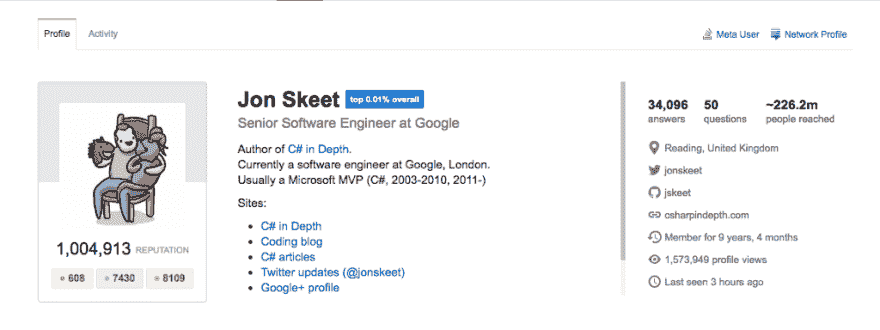 Profile
Activity
Meta User
Network Profile
1,004,913 REPUTATION
608
7430
8109
Jon Skeet top 0.01% overall
Senior Software Engineer at Google
Author of C# in Depth.
Currently a software engineer at Google, London.
Usually a Microsoft MVP (C#, 2003-2010, 2011-)
Sites:
C# in Depth
Coding blog
C# articles
Twitter updates (@jonskeet)
Google+ profile
34,096 50 ~226.2m
answers questions people reached
Reading, United Kingdom
jonskeet
jskeet
csharpindepth.com
Member for 9 years, 4 months
1,573,949 profile views
Last seen 3 hours ago